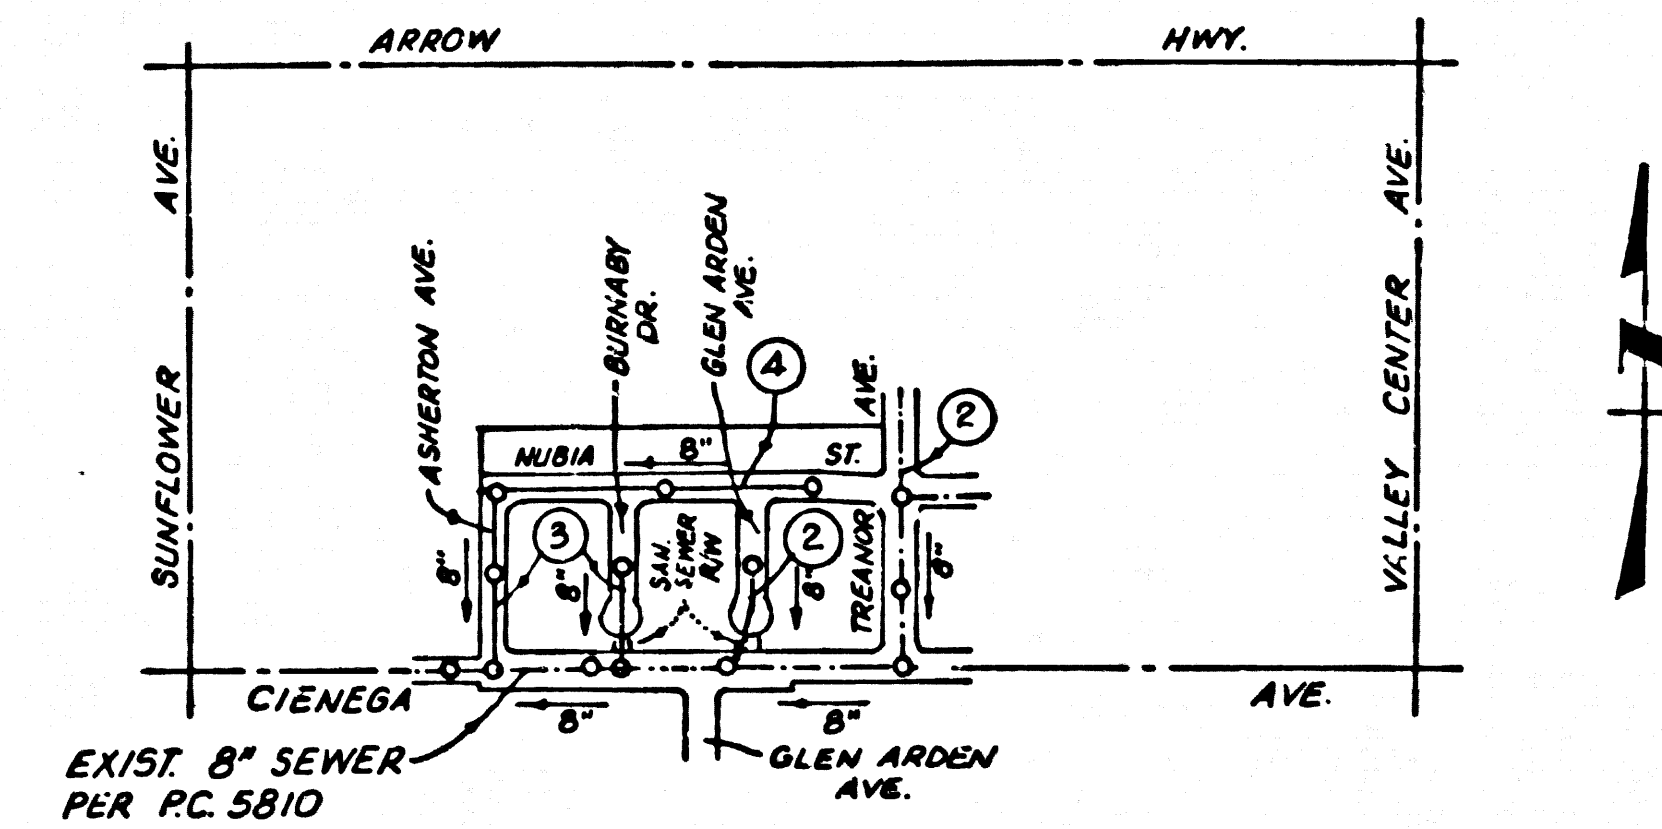 ARROW HWY.
SUNFLOWER AVE.
VALLEY CENTER AVE.
ASHERTON AVE.
BURNABY
DR.
GLEN ARDEN
AVE.
4
TREANOR AVE.
2
NUBIA 8" ST.
3
SAN.
SEWER
R/W
2
8"
8"
8"
8"
CIENEGA AVE.
8"
8"
EXIST. 8" SEWER
PER P.C. 5810
GLEN ARDEN
AVE.
N